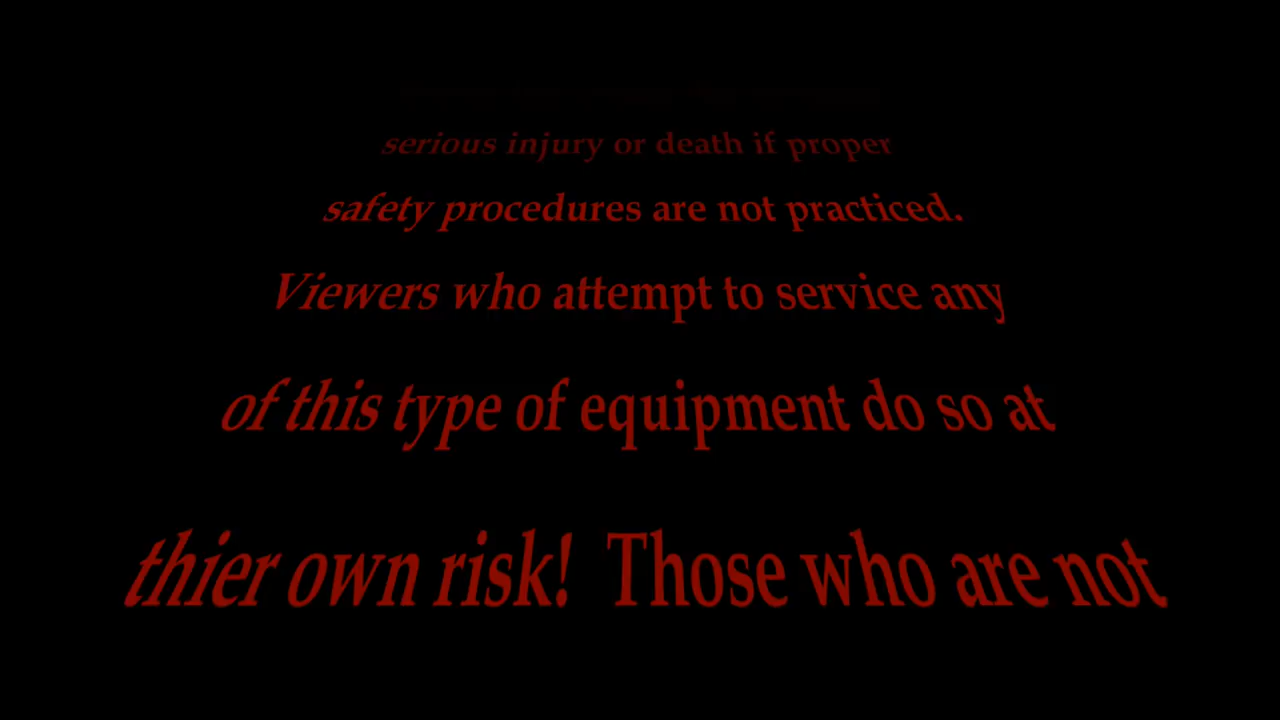 serious injury or death if proper
safety procedures are not practiced.
Viewers who attempt to service any
of this type of equipment do so at
thier own risk!  Those who are not